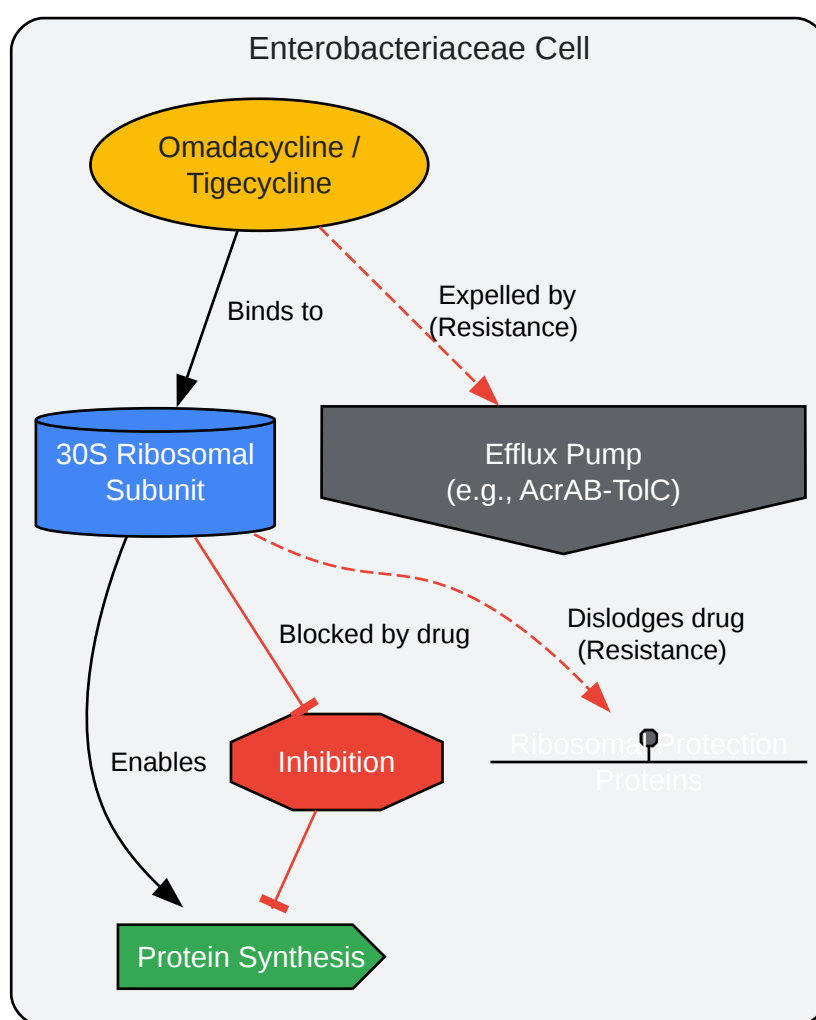 Enterobacteriaceae Cell
Omadacycline /
Tigecycline
Binds to
Expelled by
(Resistance)
30S Ribosomal
Subunit
Efflux Pump
(e.g., AcrAB-TolC)
Blocked by drug
Dislodges drug
(Resistance)
Enables
Inhibition
Ribosomal Protection
Proteins
Protein Synthesis